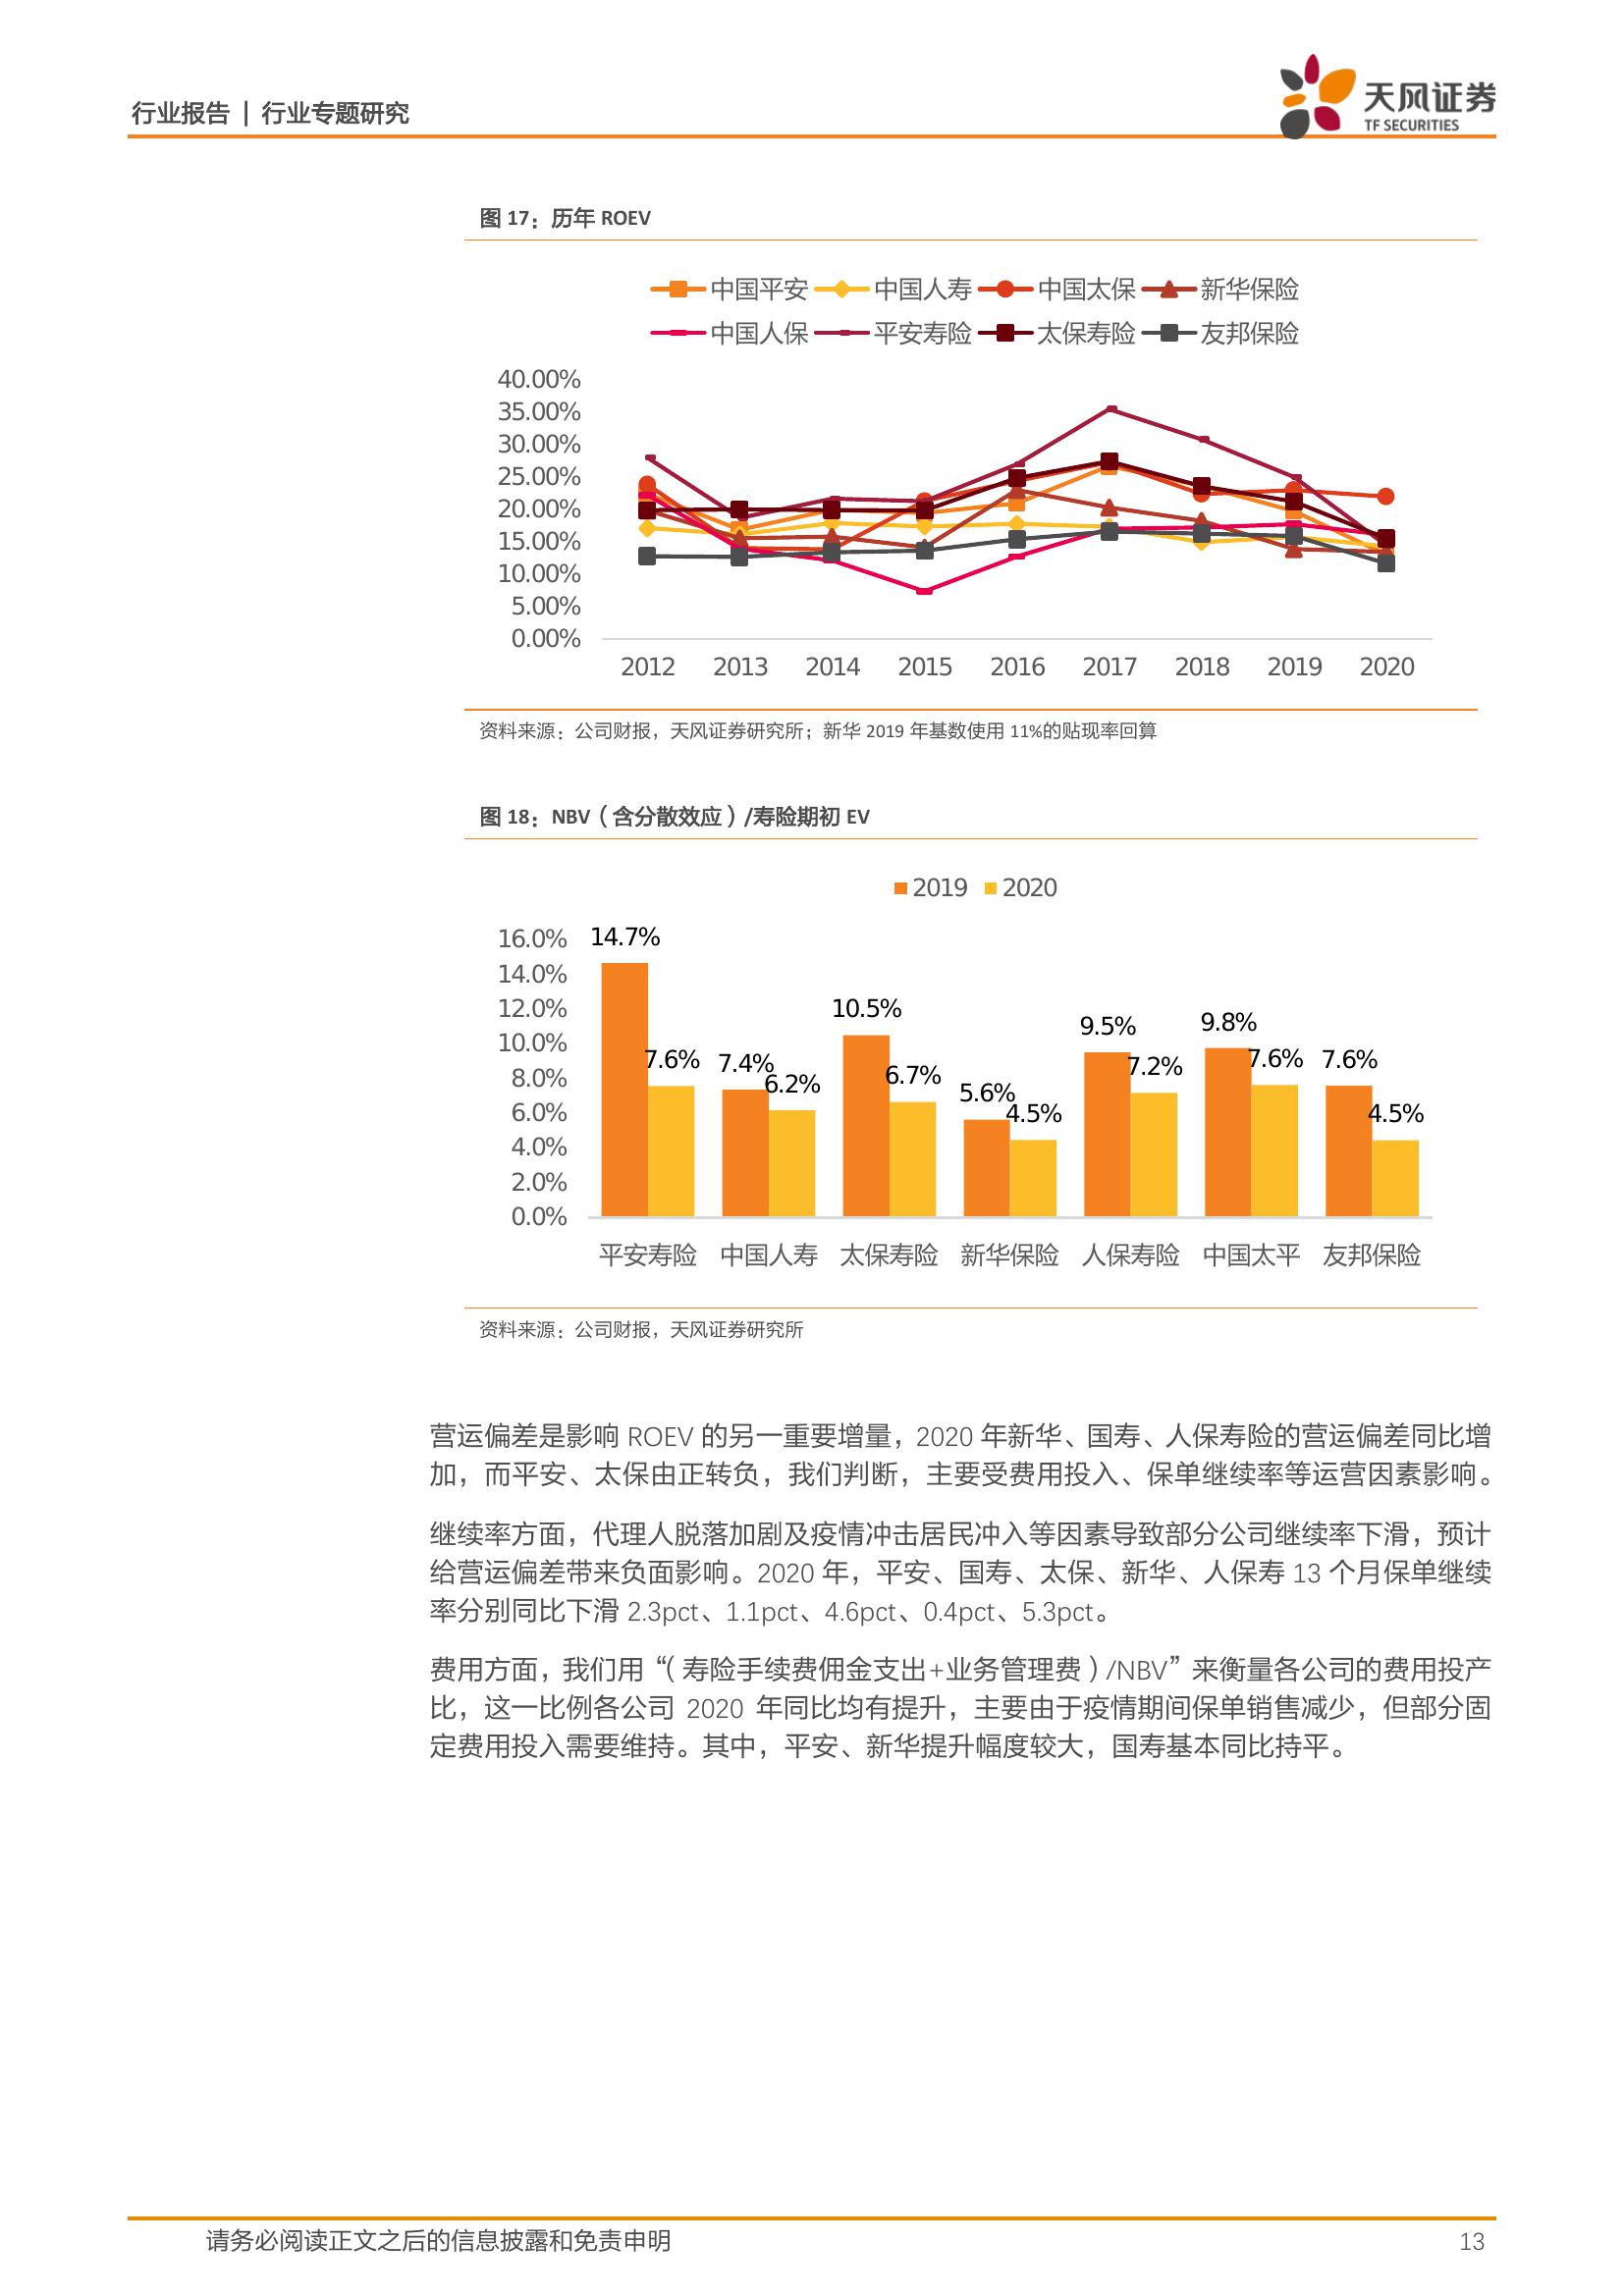 行业报告 | 行业专题研究
天风证券
TF SECURITIES
图 17：历年 ROEV
中国平安 中国人寿 中国太保 新华保险
中国人保 平安寿险 太保寿险 友邦保险
40.00%
35.00%
30.00%
25.00%
20.00%
15.00%
10.00%
5.00%
0.00%
2012 2013 2014 2015 2016 2017 2018 2019 2020
资料来源：公司财报，天风证券研究所；新华 2019 年基数使用 11%的贴现率回算
图 18：NBV（含分散效应）/寿险期初 EV
2019 2020
16.0%
14.0%
12.0%
10.0%
8.0%
6.0%
4.0%
2.0%
0.0%
14.7% 7.6% 7.4% 6.2% 10.5% 6.7% 5.6% 4.5% 9.5% 7.2% 9.8% 7.6% 7.6% 4.5%
平安寿险 中国人寿 太保寿险 新华保险 人保寿险 中国太平 友邦保险
资料来源：公司财报，天风证券研究所
营运偏差是影响 ROEV 的另一重要增量，2020 年新华、国寿、人保寿险的营运偏差同比增
加，而平安、太保由正转负，我们判断，主要受费用投入、保单继续率等运营因素影响。
继续率方面，代理人脱落加剧及疫情冲击居民冲入等因素导致部分公司继续率下滑，预计
给营运偏差带来负面影响。2020 年，平安、国寿、太保、新华、人保寿 13 个月保单继续
率分别同比下滑 2.3pct、1.1pct、4.6pct、0.4pct、5.3pct。
费用方面，我们用“（寿险手续费佣金支出+业务管理费）/NBV”来衡量各公司的费用投产
比，这一比例各公司 2020 年同比均有提升，主要由于疫情期间保单销售减少，但部分固
定费用投入需要维持。其中，平安、新华提升幅度较大，国寿基本同比持平。
请务必阅读正文之后的信息披露和免责申明 13